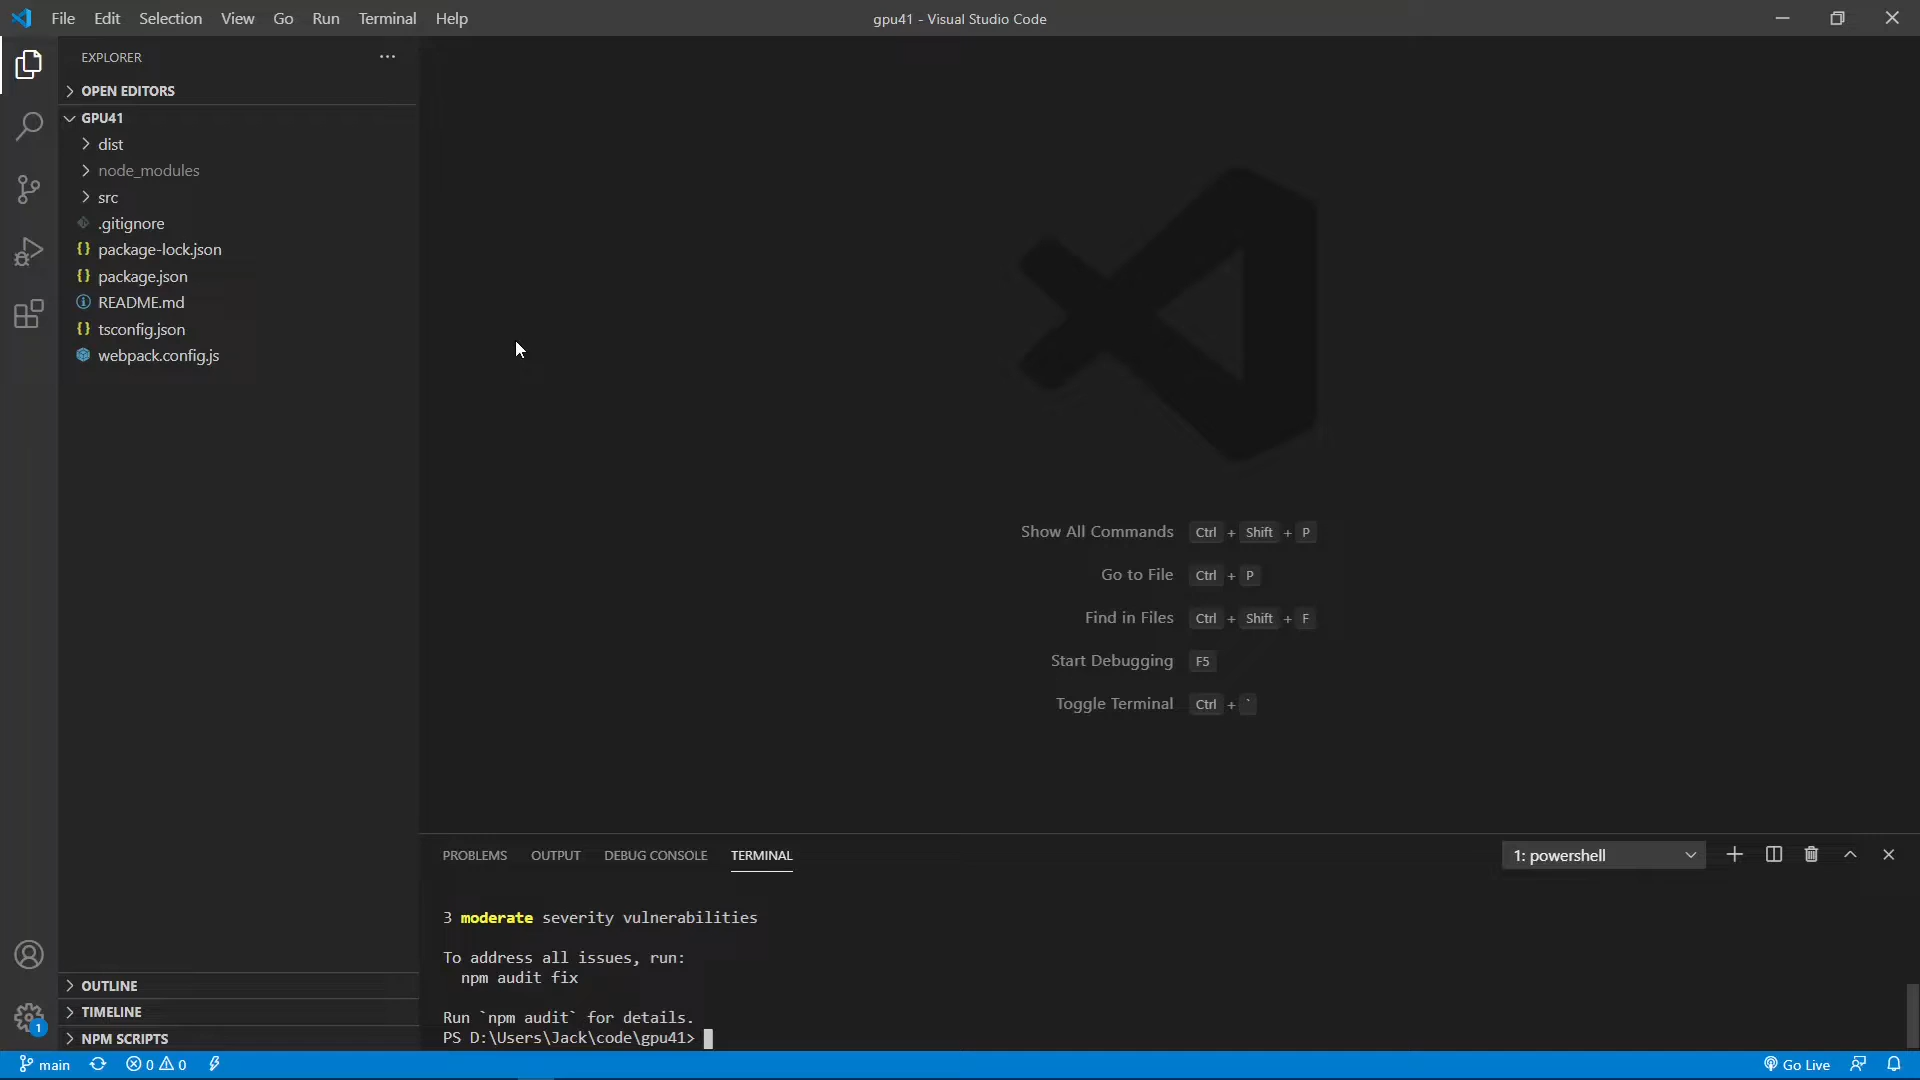 File Edit Selection View Go Run Terminal Help
gpu41 - Visual Studio Code
EXPLORER
OPEN EDITORS
GPU41
dist
node_modules
src
.gitignore
package-lock.json
package.json
README.md
tsconfig.json
webpack.config.js
Show All Commands Ctrl + Shift + P
Go to File Ctrl + P
Find in Files Ctrl + Shift + F
Start Debugging F5
Toggle Terminal Ctrl + `
PROBLEMS OUTPUT DEBUG CONSOLE TERMINAL
1: powershell
3 moderate severity vulnerabilities
To address all issues, run:
npm audit fix
Run `npm audit` for details.
PS D:\Users\Jack\code\gpu41>
OUTLINE
TIMELINE
NPM SCRIPTS
1
main 0 0 Go Live